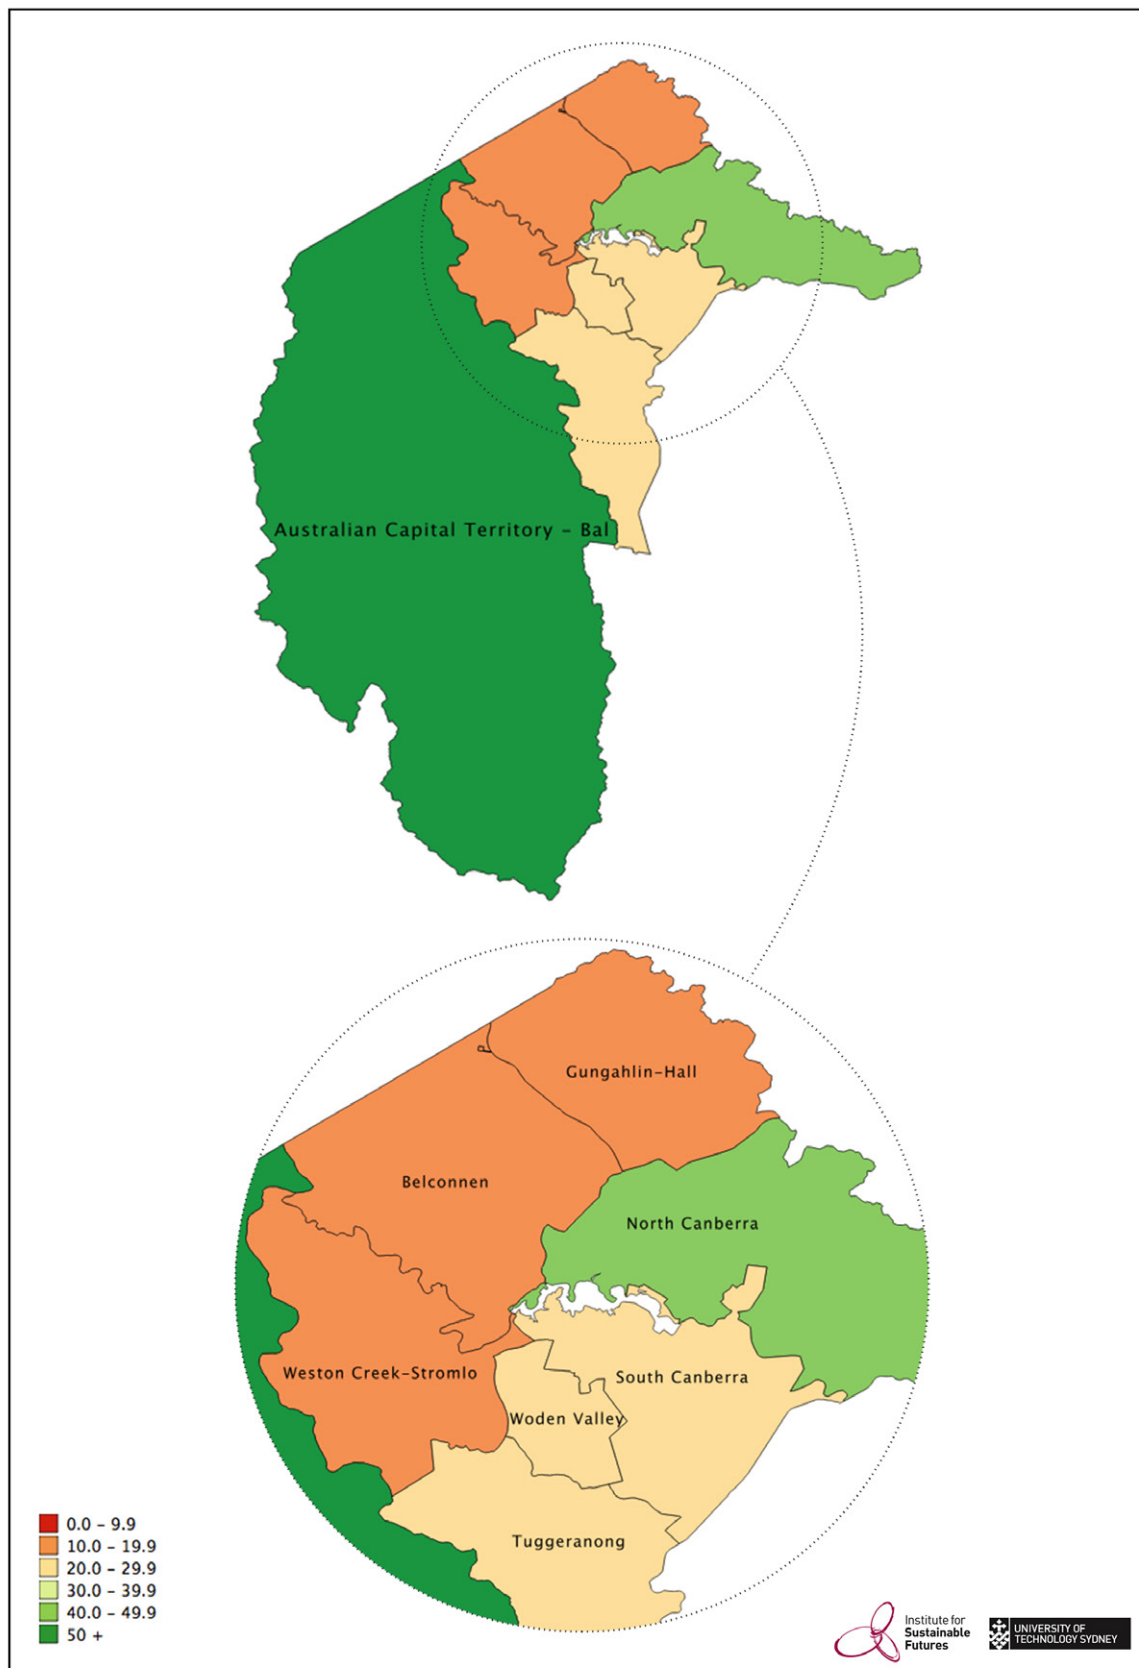 Australian Capital Territory – Bal
Gungahlin–Hall
Belconnen
North Canberra
Weston Creek–Stromlo
South Canberra
Woden Valley
Tuggeranong
0.0 – 9.9
10.0 – 19.9
20.0 – 29.9
30.0 – 39.9
40.0 – 49.9
50 +
Institute for
Sustainable
Futures
UNIVERSITY OF
TECHNOLOGY SYDNEY